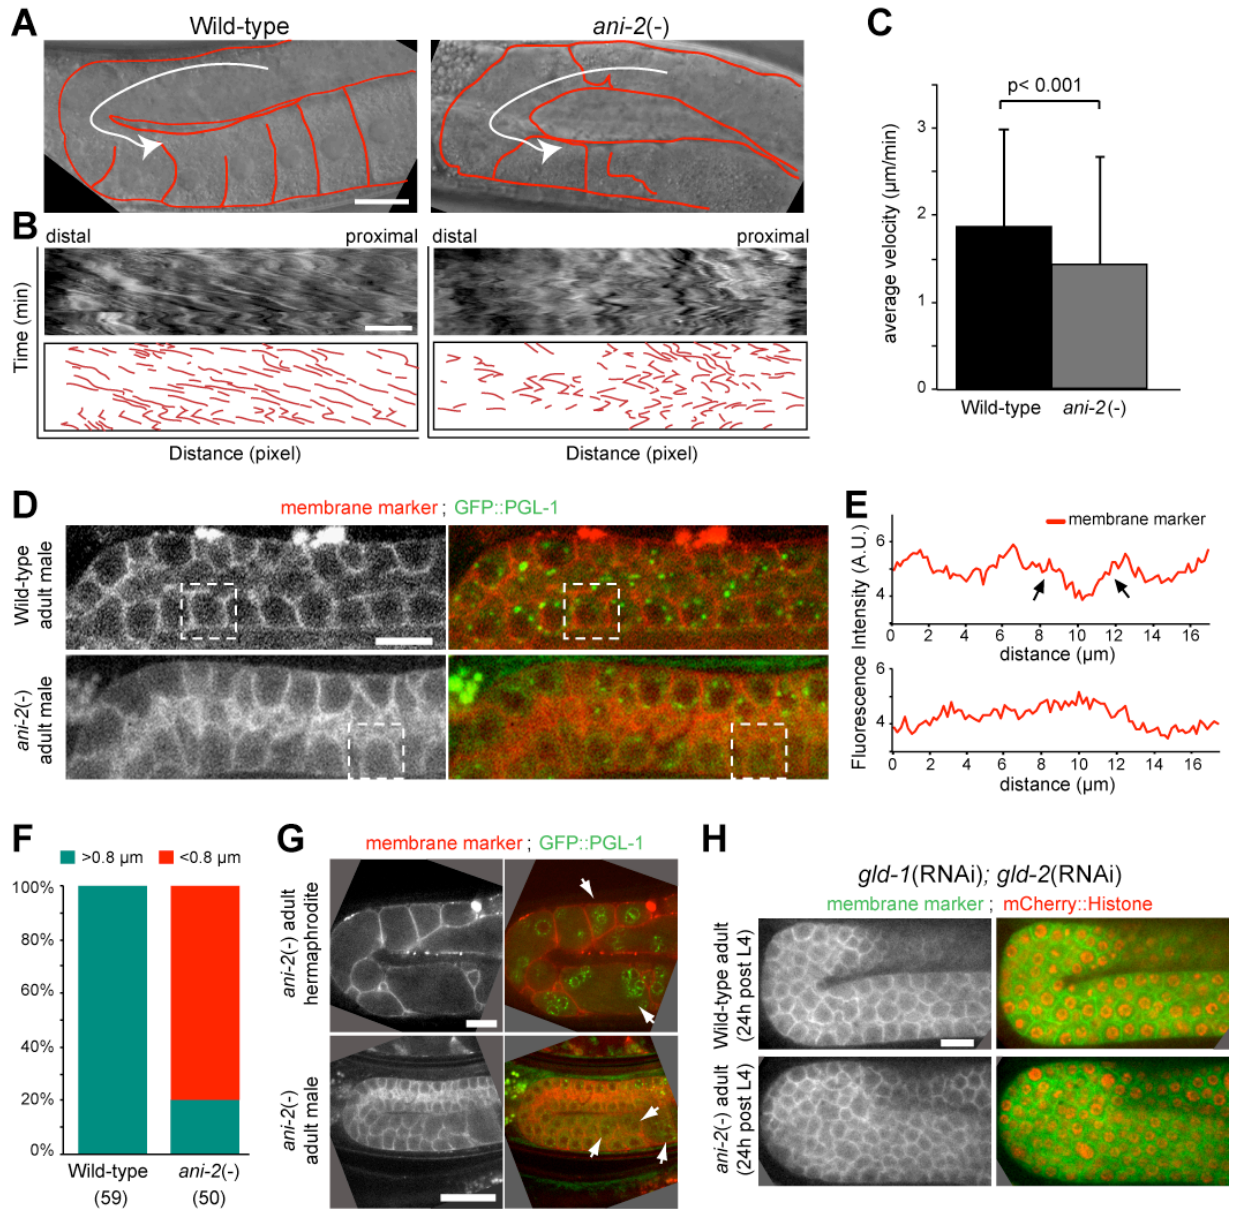 A
Wild-type
ani-2(-)
B
distal
proximal
distal
proximal
Time (min)
Distance (pixel)
Distance (pixel)
C
p< 0.001
average velocity (µm/min)
3
2
1
0
Wild-type
ani-2(-)
D
membrane marker ; GFP::PGL-1
Wild-type
adult male
ani-2(-)
adult male
E
membrane marker
Fluorescence Intensity (A.U.)
6
4
0 2 4 6 8 10 12 14 16
distance (µm)
6
4
0 2 4 6 8 10 12 14 16
distance (µm)
F
>0.8 µm
<0.8 µm
100%
80%
60%
40%
20%
0%
Wild-type
(59)
ani-2(-)
(50)
G
membrane marker ; GFP::PGL-1
ani-2(-) adult
hermaphrodite
ani-2(-)
adult male
H
gld-1(RNAi); gld-2(RNAi)
membrane marker ; mCherry::Histone
Wild-type adult
(24h post L4)
ani-2(-) adult
(24h post L4)